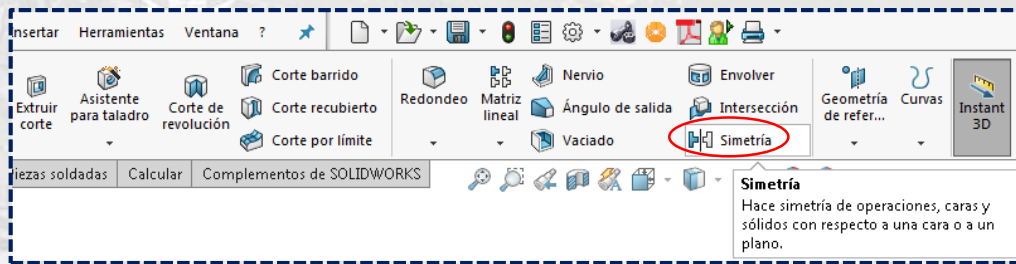 nsertar Herramientas Ventana ?
Extruir corte
Asistente para taladro
Corte de revolución
Corte barrido
Corte recubierto
Corte por límite
Redondeo
Matriz lineal
Nervio
Ángulo de salida
Vaciado
Envolver
Intersección
Simetría
Geometría de refer...
Curvas
Instant 3D
iezas soldadas Calcular Complementos de SOLIDWORKS
Simetría
Hace simetría de operaciones, caras y
sólidos con respecto a una cara o a un
plano.